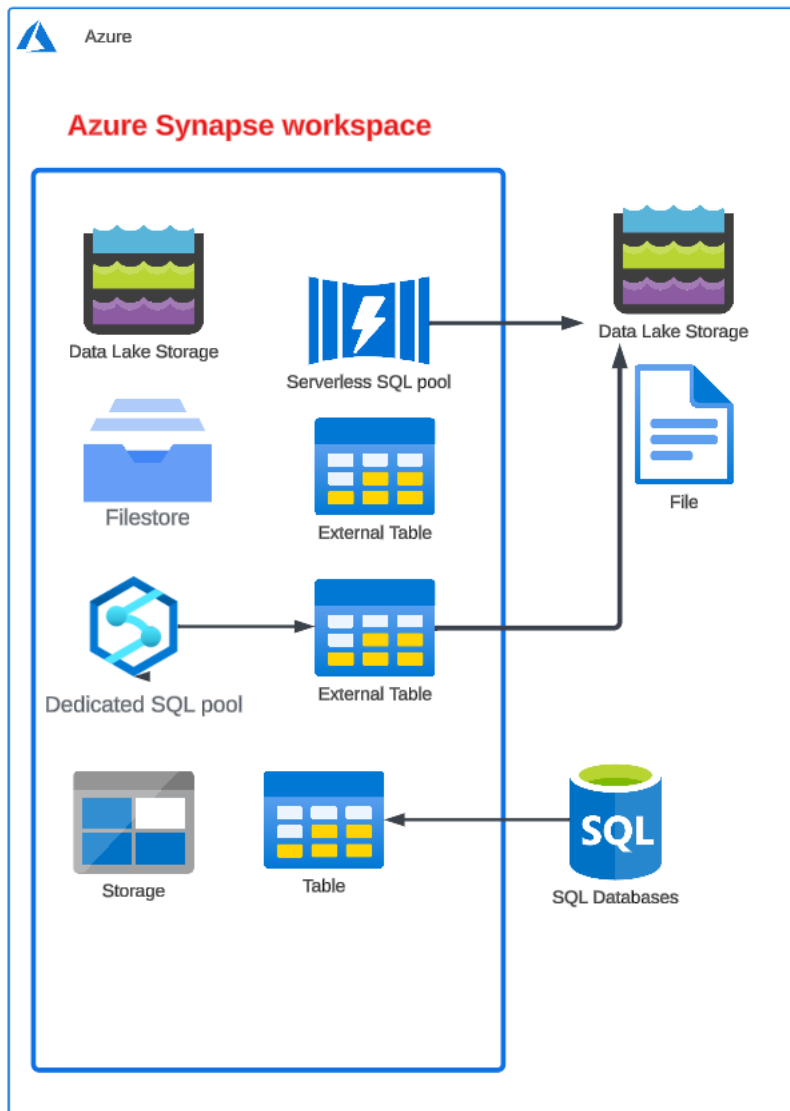 Azure
Azure Synapse workspace
Data Lake Storage
Serverless SQL pool
Data Lake Storage
Filestore
External Table
File
Dedicated SQL pool
External Table
Storage
Table
SQL
SQL Databases